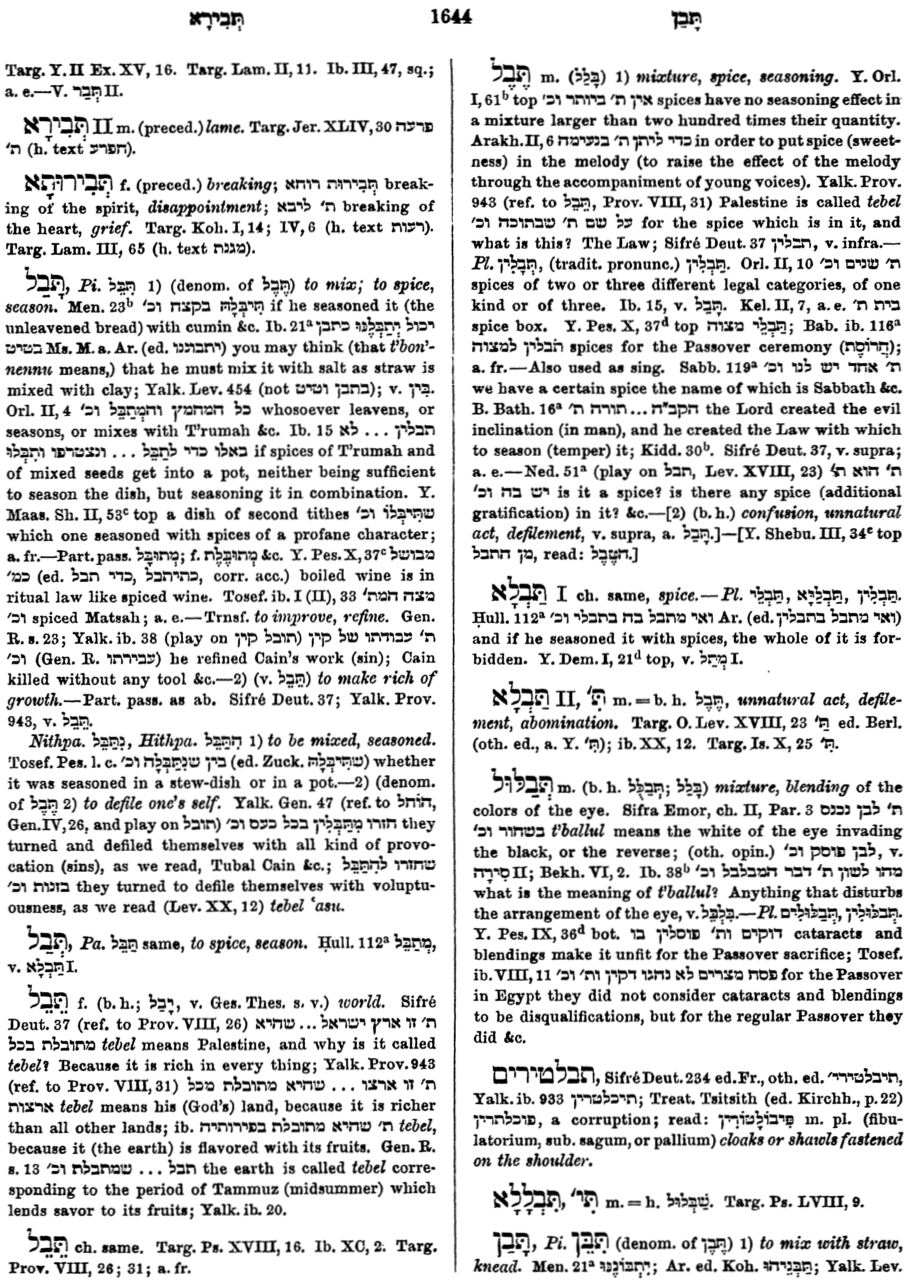 תְּבִירָא 1644 תָּבַן
Targ. Y. II Ex. XV, 16. Targ. Lam. II, 11. Ib. III, 47, sq.;
a. e.—V. תְּבַר II.
תְּבִירָא II m. (preced.) lame. Targ. Jer. XLIV, 30 פרעה
ת' (h. text חפרע).
תְּבִירוּתָא f. (preced.) breaking; תְּבִירוּת רוחא break-
ing of the spirit, disappointment; ת' ליבא breaking of
the heart, grief. Targ. Koh. I, 14; IV, 6 (h. text רעות).
Targ. Lam. III, 65 (h. text מגנת).
תָּבַל, Pi. תִּבֵּל 1) (denom. of תֶּבֶל) to mix; to spice,
season. Men. 23b תִּיבְּלָהּ בקצח וכ' if he seasoned it (the
unleavened bread) with cumin &c. Ib. 21a יכול יְתַבְּלֶנּוּ כתבן
בטיט Ms. M. a. Ar. (ed. יתבוננו) you may think (that t'bon'-
nennu means,) that he must mix it with salt as straw is
mixed with clay; Yalk. Lev. 454 (not בתבן וטיט); v. בִּין.
Orl. II, 4 כל המחמץ והַמְתַבֵּל וכ' whosoever leavens, or
seasons, or mixes with T'rumah &c. Ib. 15 תבלין ... לא
באלו כדי לְתַבֵּל ... ונצטרפו ותִבְּלוּ if spices of T'rumah and
of mixed seeds get into a pot, neither being sufficient
to season the dish, but seasoning it in combination. Y.
Maas. Sh. II, 53c top a dish of second tithes שתִּיבְּלוֹ וכ'
which one seasoned with spices of a profane character;
a. fr.—Part. pass. מְתוּבָּל; f. מְתוּבֶּלֶת &c. Y. Pes. X, 37c מבושל
כמ' (ed. כתיתבל, כדי תבל, corr. acc.) boiled wine is in
ritual law like spiced wine. Tosef. ib. I (II), 33 מצה המת'
וכ' spiced Matsah; a. e.—Trnsf. to improve, refine. Gen.
R. s. 23; Yalk. ib. 38 (play on תובל קין) ת' עבודתו של קין
וכ' (Gen. R. עבירתו) he refined Cain's work (sin); Cain
killed without any tool &c.—2) (v. תֵּבֵל) to make rich of
growth.—Part. pass. as ab. Sifré Deut. 37; Yalk. Prov.
943, v. תֵּבֵל.
Nithpa. נִתַּבֵּל, Hithpa. הִתַּבֵּל 1) to be mixed, seasoned.
Tosef. Pes. l. c. בין שנִתַּבְּלָה וכ' (ed. Zuck. שתִּיבְּלָהּ) whether
it was seasoned in a stew-dish or in a pot.—2) (denom.
of תֶּבֶל 2) to defile one's self. Yalk. Gen. 47 (ref. to הוּחל,
Gen. IV, 26, and play on תובל) חזרו מִתַּבְּלִין בכל כעס וכ' they
turned and defiled themselves with all kind of provo-
cation (sins), as we read, Tubal Cain &c.; שחזרו לְהִתַּבֵּל
בזנות וכ' they turned to defile themselves with voluptu-
ousness, as we read (Lev. XX, 12) tebel ʿasu.
תְּבַל, Pa. תַּבֵּל same, to spice, season. Ḥull. 112a מְתַבֵּל,
v. תַּבְלָא I.
תֵּבֵל f. (b. h.; יָבַל, v. Ges. Thes. s. v.) world. Sifré
Deut. 37 (ref. to Prov. VIII, 26) ת' זו ארץ ישראל ... שהיא
מתובלת בכל tebel means Palestine, and why is it called
tebel? Because it is rich in every thing; Yalk. Prov. 943
(ref. to Prov. VIII, 31) ת' זו ארצו ... שהיא מתובלת מכל
ארצות tebel means his (God's) land, because it is richer
than all other lands; ib. ת' שהיא מתובלת בפירותיה tebel,
because it (the earth) is flavored with its fruits. Gen. R.
s. 13 תבל ... שמתבלת וכ' the earth is called tebel corre-
sponding to the period of Tammuz (midsummer) which
lends savor to its fruits; Yalk. ib. 20.
תֵּבֵל ch. same. Targ. Ps. XVIII, 16. Ib. XC, 2. Targ.
Prov. VIII, 26; 31; a. fr.
תֶּבֶל m. (בָּלַל) 1) mixture, spice, seasoning. Y. Orl.
I, 61b top אין ת' ביותר וכ' spices have no seasoning effect in
a mixture larger than two hundred times their quantity.
Arakh. II, 6 כדי ליתן ת' בנעימה in order to put spice (sweet-
ness) in the melody (to raise the effect of the melody
through the accompaniment of young voices). Yalk. Prov.
943 (ref. to תֵּבֵל, Prov. VIII, 31) Palestine is called tebel
על שם ת' שבתוכה וכ' for the spice which is in it, and
what is this? The Law; Sifré Deut. 37 תבלין, v. infra.—
Pl. תְּבָלִין, (tradit. pronunc.) תַּבְלִין. Orl. II, 10 ת' שנים וכ'
spices of two or three different legal categories, of one
kind or of three. Ib. 15, v. תָּבַל. Kel. II, 7, a. e. בית ת'
spice box. Y. Pes. X, 37d top תַּבְלֵי מצוה; Bab. ib. 116a
תבלין למצוה spices for the Passover ceremony (חֲרוֹסֶת);
a. fr.—Also used as sing. Sabb. 119a ת' אחד יש לנו וכ'
we have a certain spice the name of which is Sabbath &c.
B. Bath. 16a הקב"ה ... תורה ת' the Lord created the evil
inclination (in man), and he created the Law with which
to season (temper) it; Kidd. 30b. Sifré Deut. 37, v. supra;
a. e.—Ned. 51a (play on תבל, Lev. XVIII, 23) ת' הוא ת'
יש בה וכ' is it a spice? is there any spice (additional
gratification) in it? &c.—[2) (b. h.) confusion, unnatural
act, defilement, v. supra, a. תָּבַל.]—[Y. Shebu. III, 34c top
מן התבל, read: הטֶּבֶל.]
תַּבְלָא I ch. same, spice.—Pl. תַּבְלִין, תַּבְלַיָּא, תַּבְלֵי.
Ḥull. 112a ואי מתבל בה בתבלי וכ' Ar. (ed. ואי מתבל בתבלין)
and if he seasoned it with spices, the whole of it is for-
bidden. Y. Dem. I, 21d top, v. מְחַל I.
תַּבְלָא II, תִּ' m. = b. h. תֶּבֶל, unnatural act, defile-
ment, abomination. Targ. O. Lev. XVIII, 23 תַּ' ed. Berl.
(oth. ed., a. Y. תִּ'); ib. XX, 12. Targ. Is. X, 25 תִּ'.
תְּבַלּוּל m. (b. h. תְּבַלֻּל; בָּלַל) mixture, blending of the
colors of the eye. Sifra Emor, ch. II, Par. 3 ת' לבן נכנס
בשחור וכ' t'ballul means the white of the eye invading
the black, or the reverse; (oth. opin.) לבן פוסק וכ', v.
סִירָה II; Bekh. VI, 2. Ib. 38b מהו לשון ת' דבר המבלבל וכ'
what is the meaning of t'ballul? Anything that disturbs
the arrangement of the eye, v. בִּלְבֵּל.—Pl. תְּבַלּוּלִים, תְּבַלּוּלִין.
Y. Pes. IX, 36d bot. דוקים ות' פוסלין בו cataracts and
blendings make it unfit for the Passover sacrifice; Tosef.
ib. VIII, 11 פסח מצרים לא נהגו דקין ות' וכ' for the Passover
in Egypt they did not consider cataracts and blendings
to be disqualifications, but for the regular Passover they
did &c.
תבלטירים, Sifré Deut. 234 ed. Fr., oth. ed. תיבלטירי',
Yalk. ib. 933 תיכלטרין; Treat. Tsitsith (ed. Kirchh., p. 22)
פוכלתרין, a corruption; read: פִּיבוֹלָטוֹרִין m. pl. (fibu-
latorium, sub. sagum, or pallium) cloaks or shawls fastened
on the shoulder.
תִּבְלָלָא, תִּי' m. = h. שַׁבְּלוּל. Targ. Ps. LVIII, 9.
תָּבַן, Pi. תִּבֵּן (denom. of תֶּבֶן) 1) to mix with straw,
knead. Men. 21a יְתְבּוֹנֶנּוּ; Ar. ed. Koh. תַּבְּנֵיהוּ; Yalk. Lev.